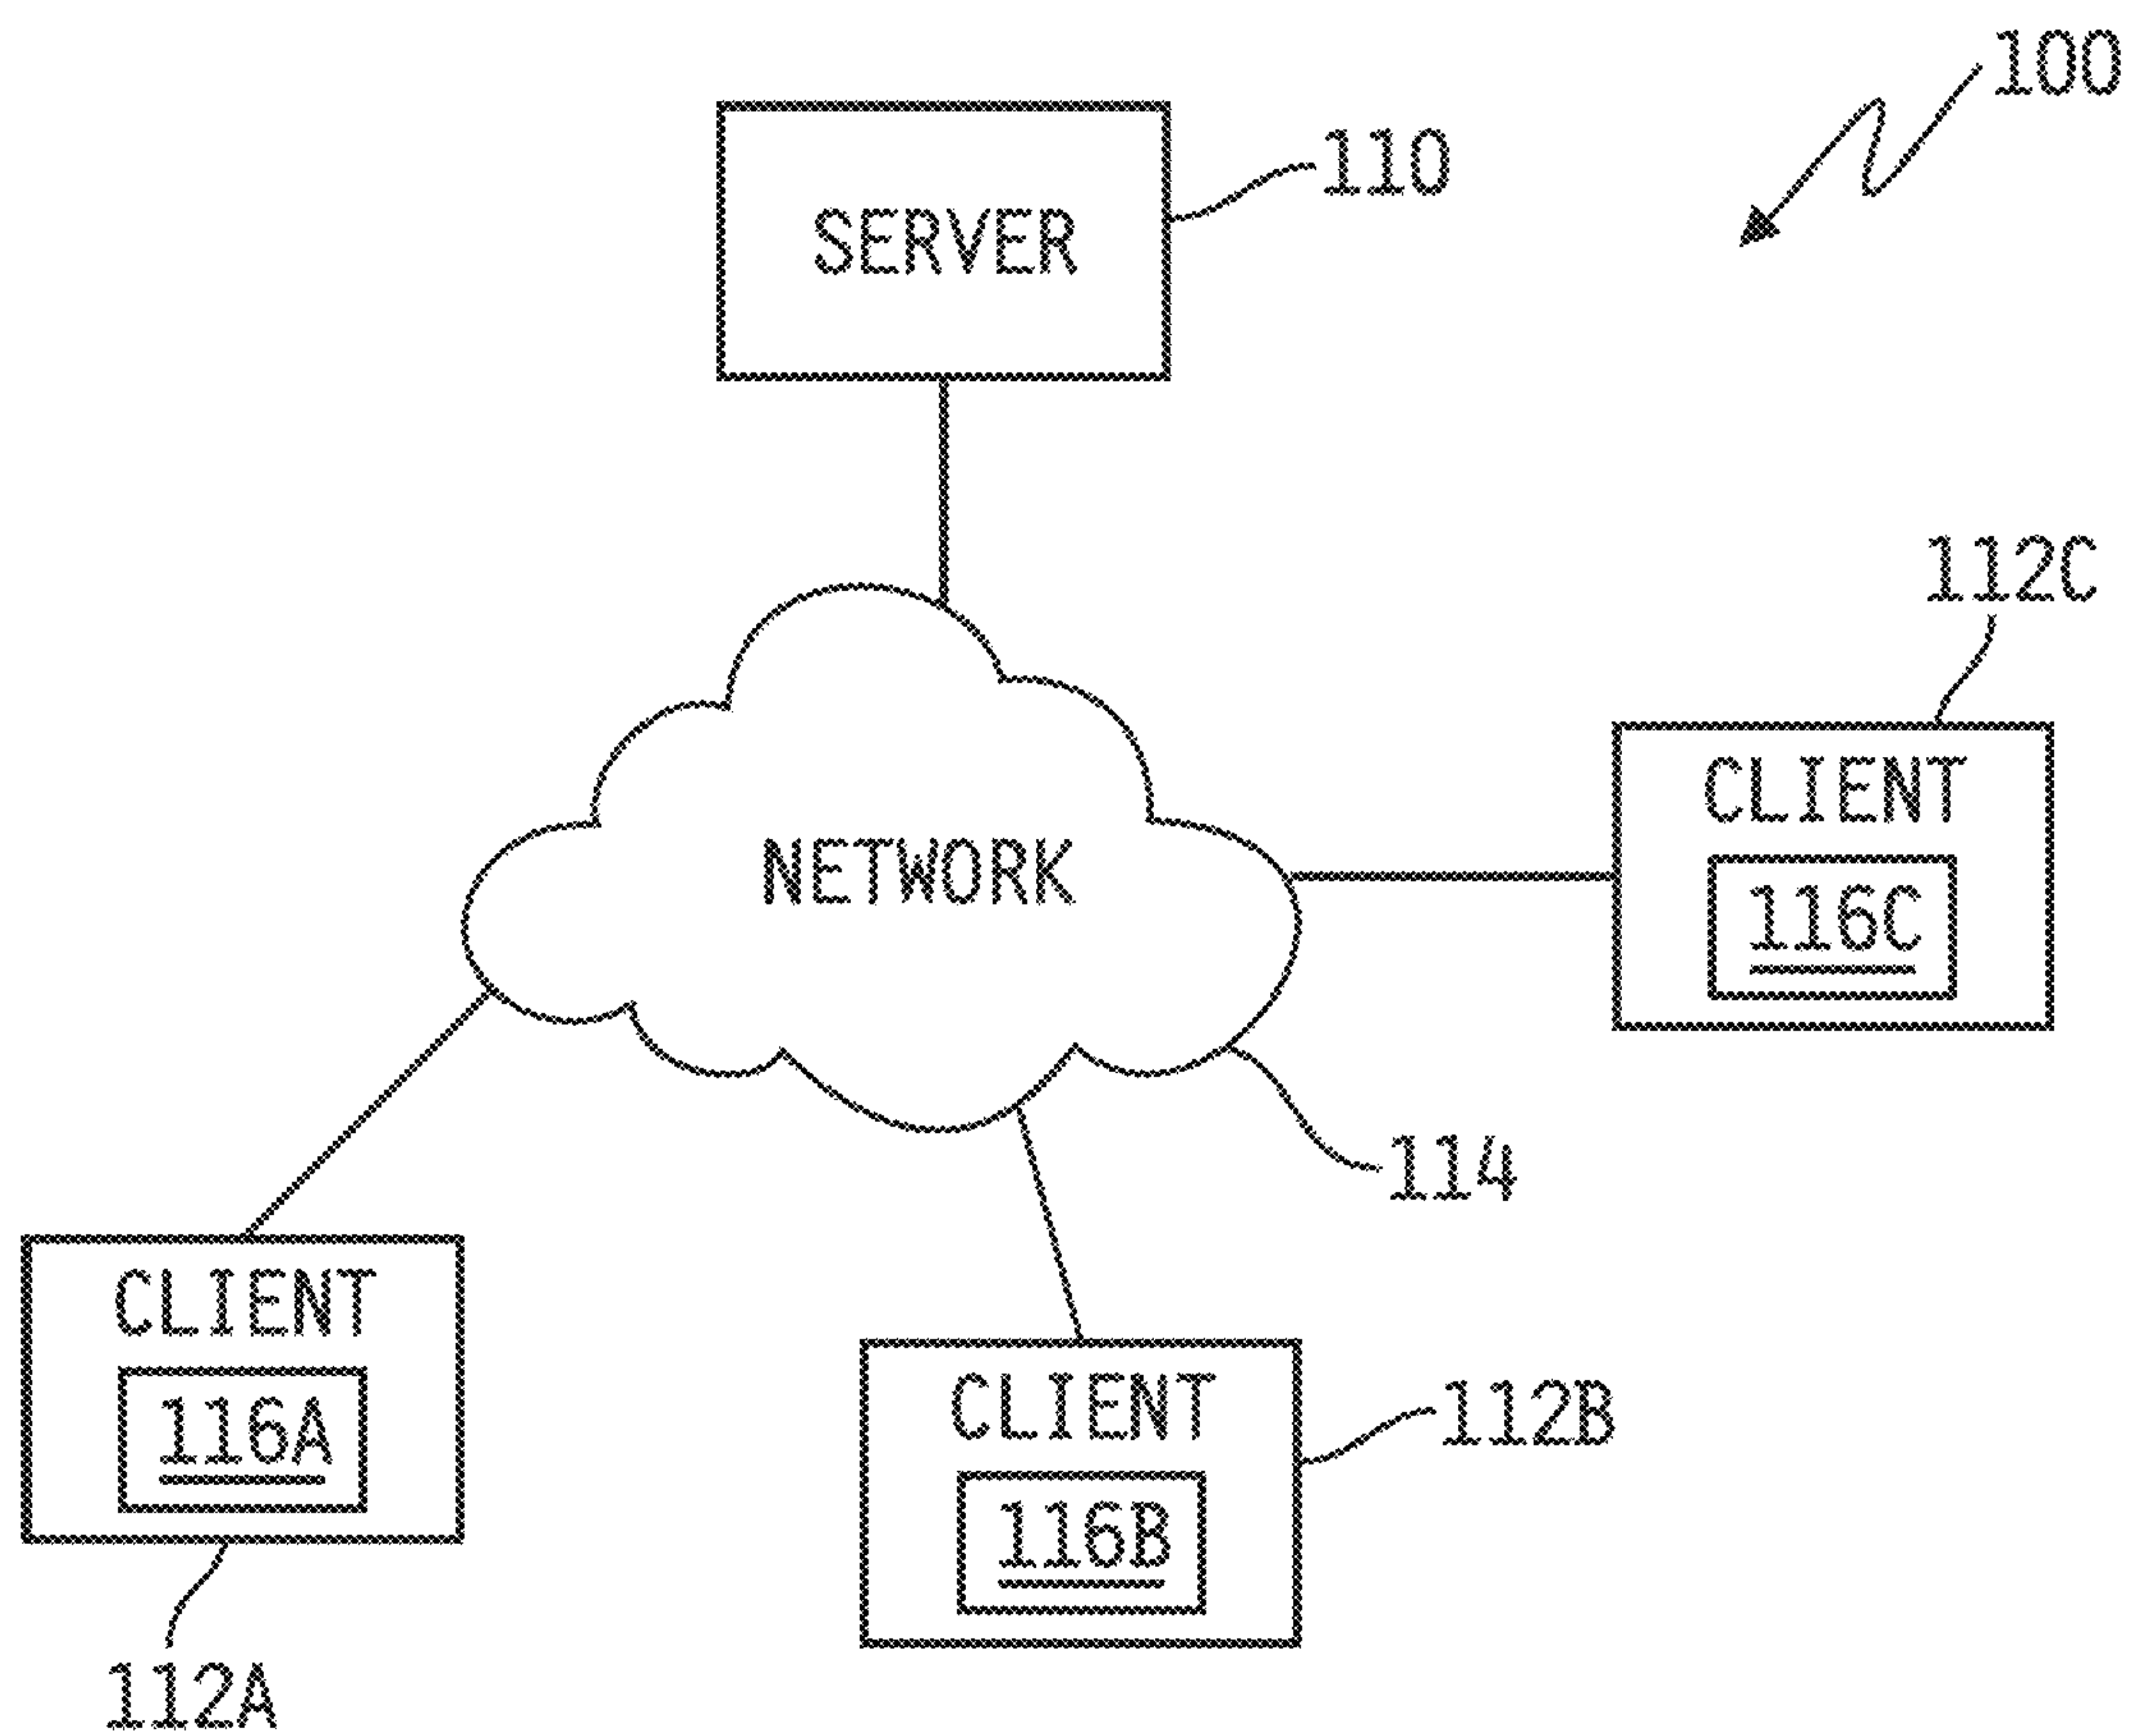 100
110
SERVER
112C
CLIENT
116C
NETWORK
114
CLIENT
116A
112A
CLIENT
116B
112B